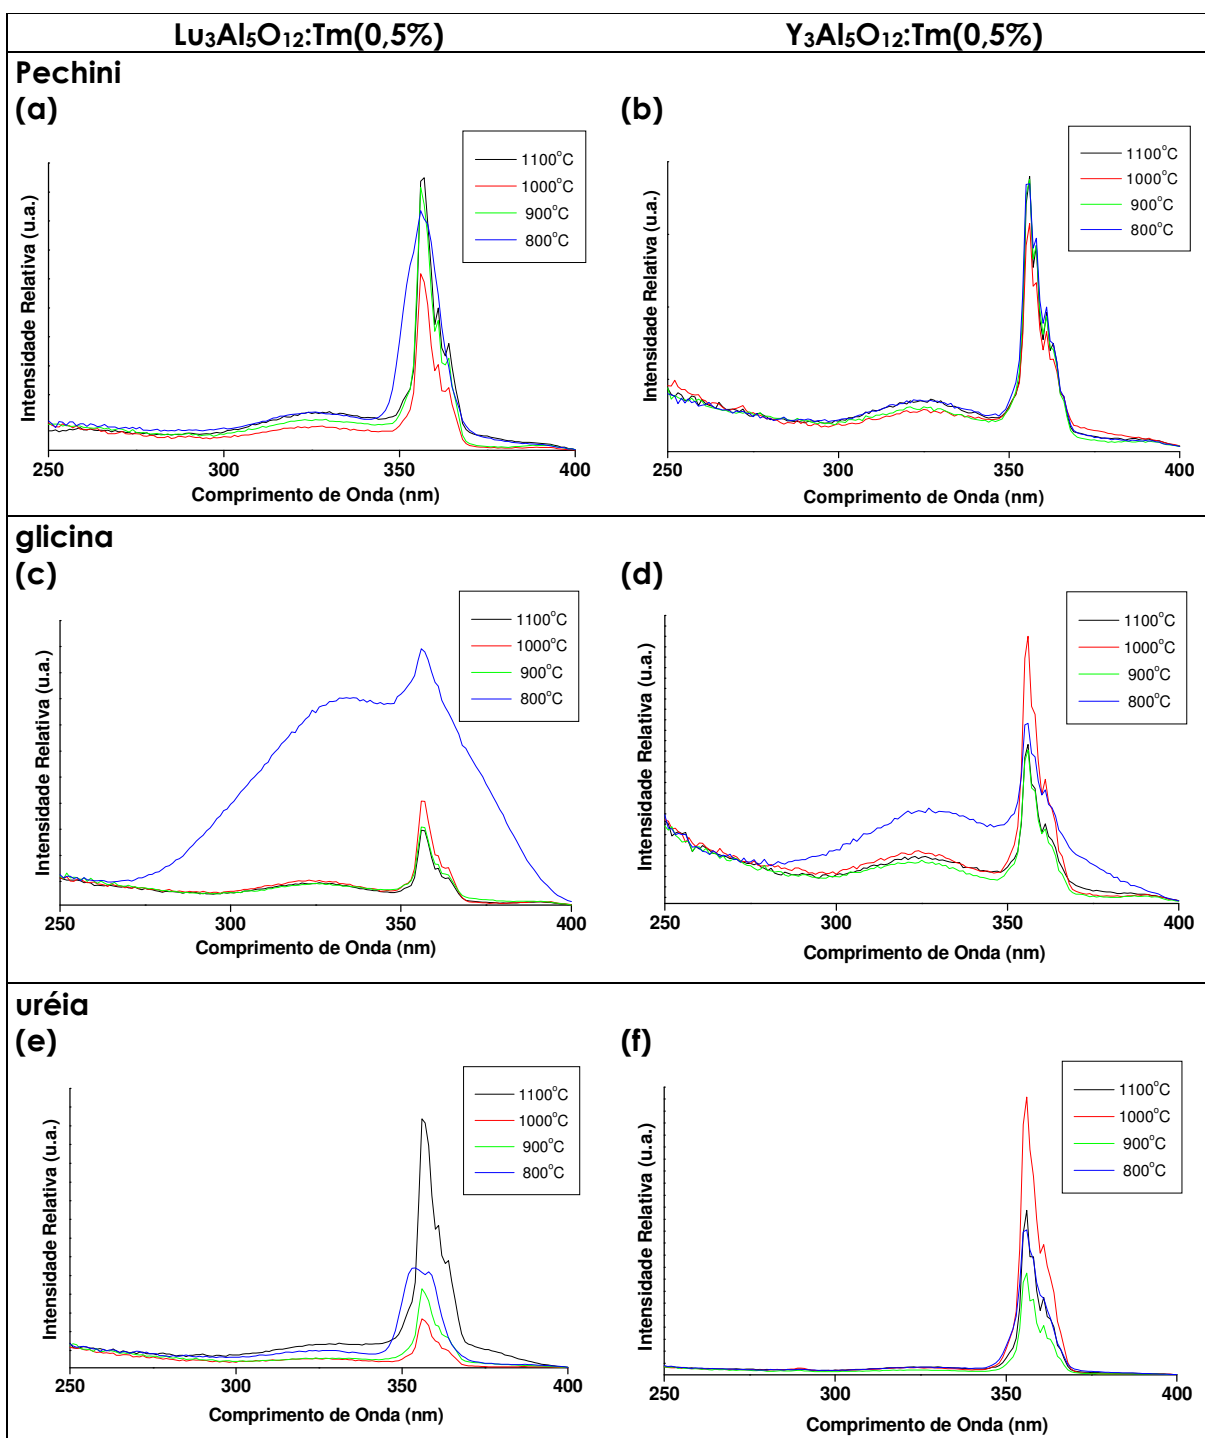 Lu₃Al₅O₁₂:Tm(0,5%) Y₃Al₅O₁₂:Tm(0,5%)
Pechini
(a) (b)
Intensidade Relativa (u.a.)
1100°C
1000°C
900°C
800°C
250 300 350 400
Comprimento de Onda (nm)
Intensidade Relativa (u.a.)
1100°C
1000°C
900°C
800°C
250 300 350 400
Comprimento de Onda (nm)
glicina
(c) (d)
Intensidade Relativa (u.a.)
1100°C
1000°C
900°C
800°C
250 300 350 400
Comprimento de Onda (nm)
Intensidade Relativa (u.a.)
1100°C
1000°C
900°C
800°C
250 300 350 400
Comprimento de Onda (nm)
uréia
(e) (f)
Intensidade Relativa (u.a.)
1100°C
1000°C
900°C
800°C
250 300 350 400
Comprimento de Onda (nm)
Intensidade Relativa (u.a.)
1100°C
1000°C
900°C
800°C
250 300 350 400
Comprimento de Onda (nm)